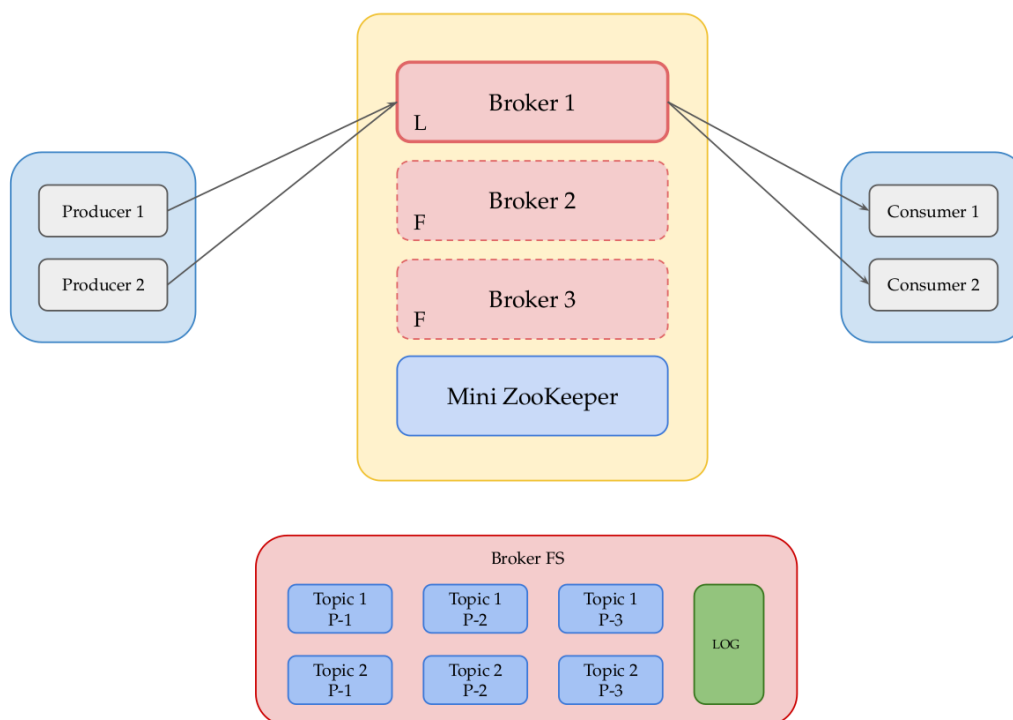 Broker 1
L
Broker 2
F
Broker 3
F
Mini ZooKeeper
Producer 1
Producer 2
Consumer 1
Consumer 2
Broker FS
Topic 1
P-1
Topic 1
P-2
Topic 1
P-3
LOG
Topic 2
P-1
Topic 2
P-2
Topic 2
P-3